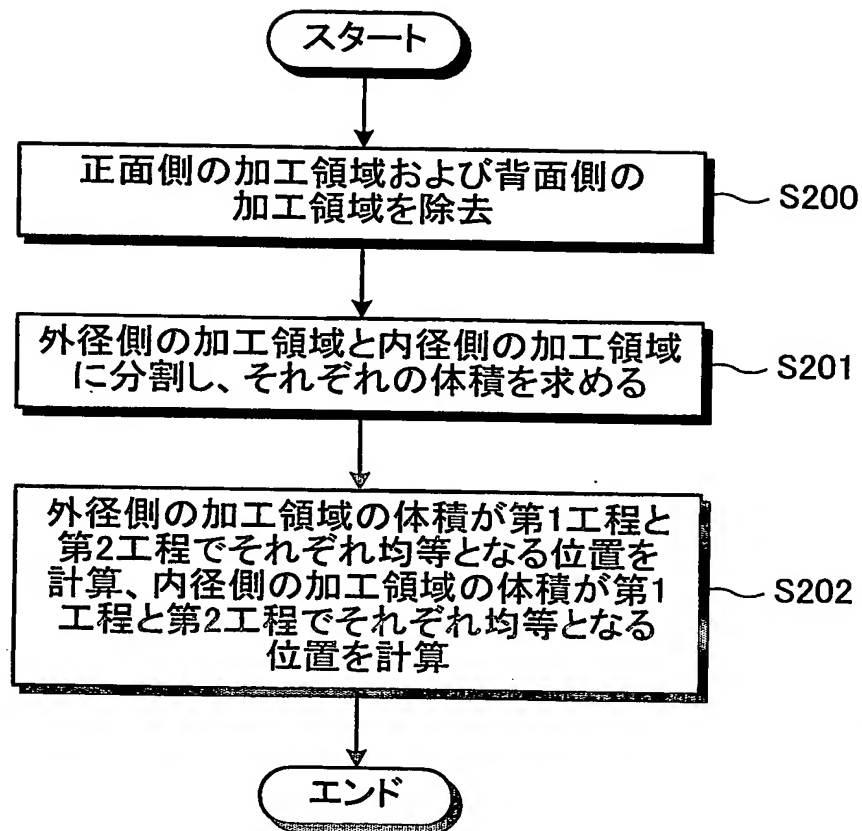 スタート
正面側の加工領域および背面側の
加工領域を除去
S200
外径側の加工領域と内径側の加工領域
に分割し、それぞれの体積を求める
S201
外径側の加工領域の体積が第1工程と
第2工程でそれぞれ均等となる位置を
計算、内径側の加工領域の体積が第1
工程と第2工程でそれぞれ均等となる
位置を計算
S202
エンド